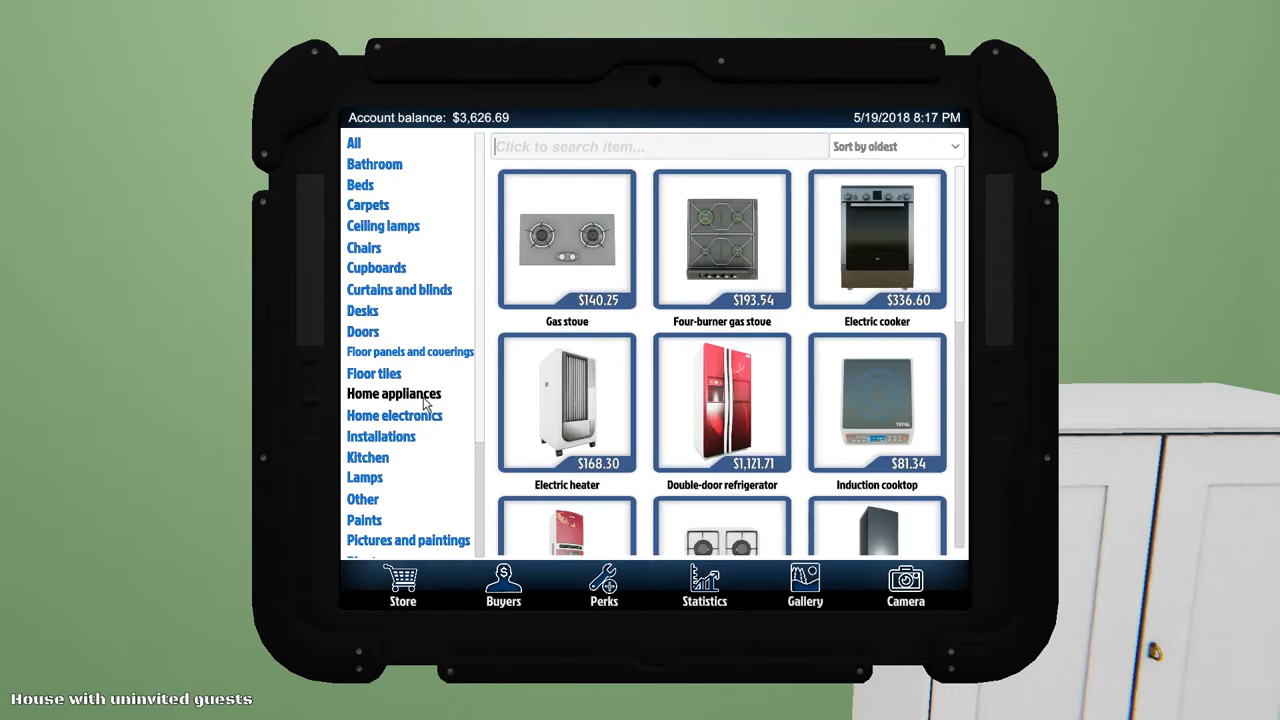 Account balance: $3,626.69
5/19/2018 8:17 PM
All
Bathroom
Beds
Carpets
Ceiling lamps
Chairs
Cupboards
Curtains and blinds
Desks
Doors
Floor panels and coverings
Floor tiles
Home appliances
Home electronics
Installations
Kitchen
Lamps
Other
Paints
Pictures and paintings
Click to search item...
Sort by oldest
$140.25
$193.54
$336.60
Gas stove
Four-burner gas stove
Electric cooker
TEFAL
$168.30
$1,121.71
$81.34
Electric heater
Double-door refrigerator
Induction cooktop
Store
Buyers
Perks
Statistics
Gallery
Camera
House with uninvited guests